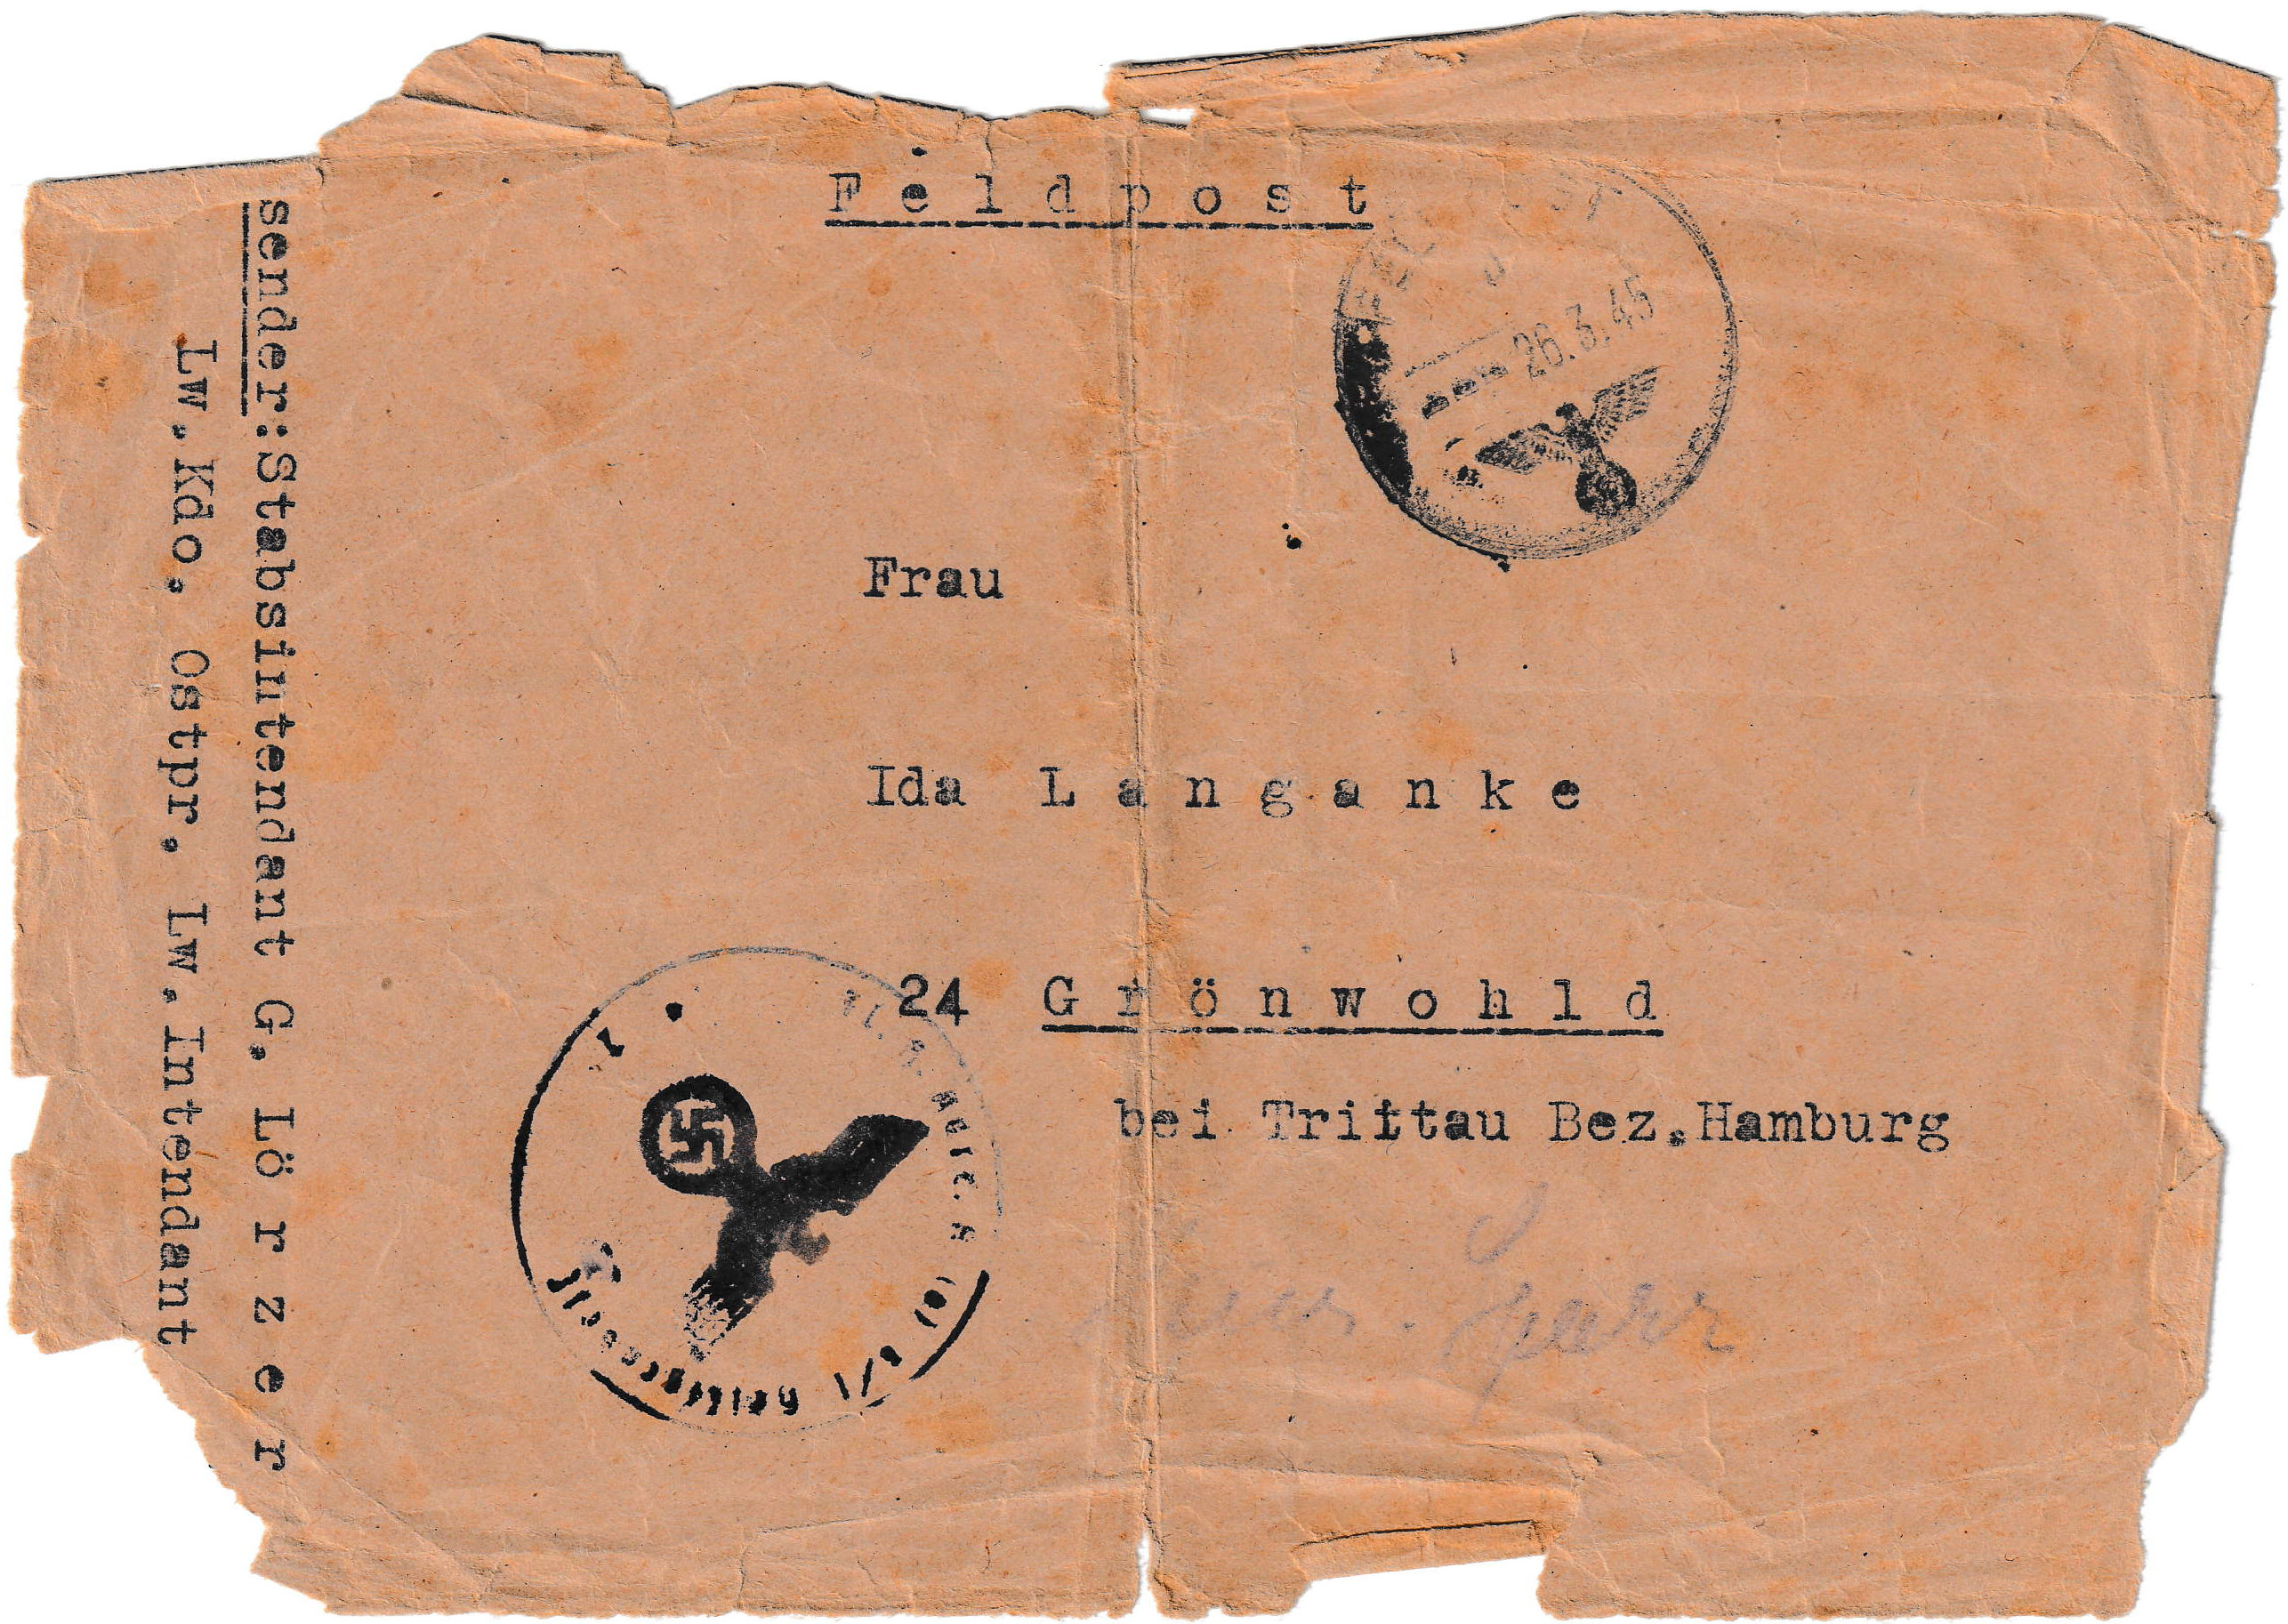 Feldpost
FELDPOST
26.3.45
Frau
Ida Langanke
24 Grönwohld
bei Trittau Bez.Hamburg
sender::Stabsintendant G. Lörzer
Lw.Kdo. Ostpr. Lw.Intendant